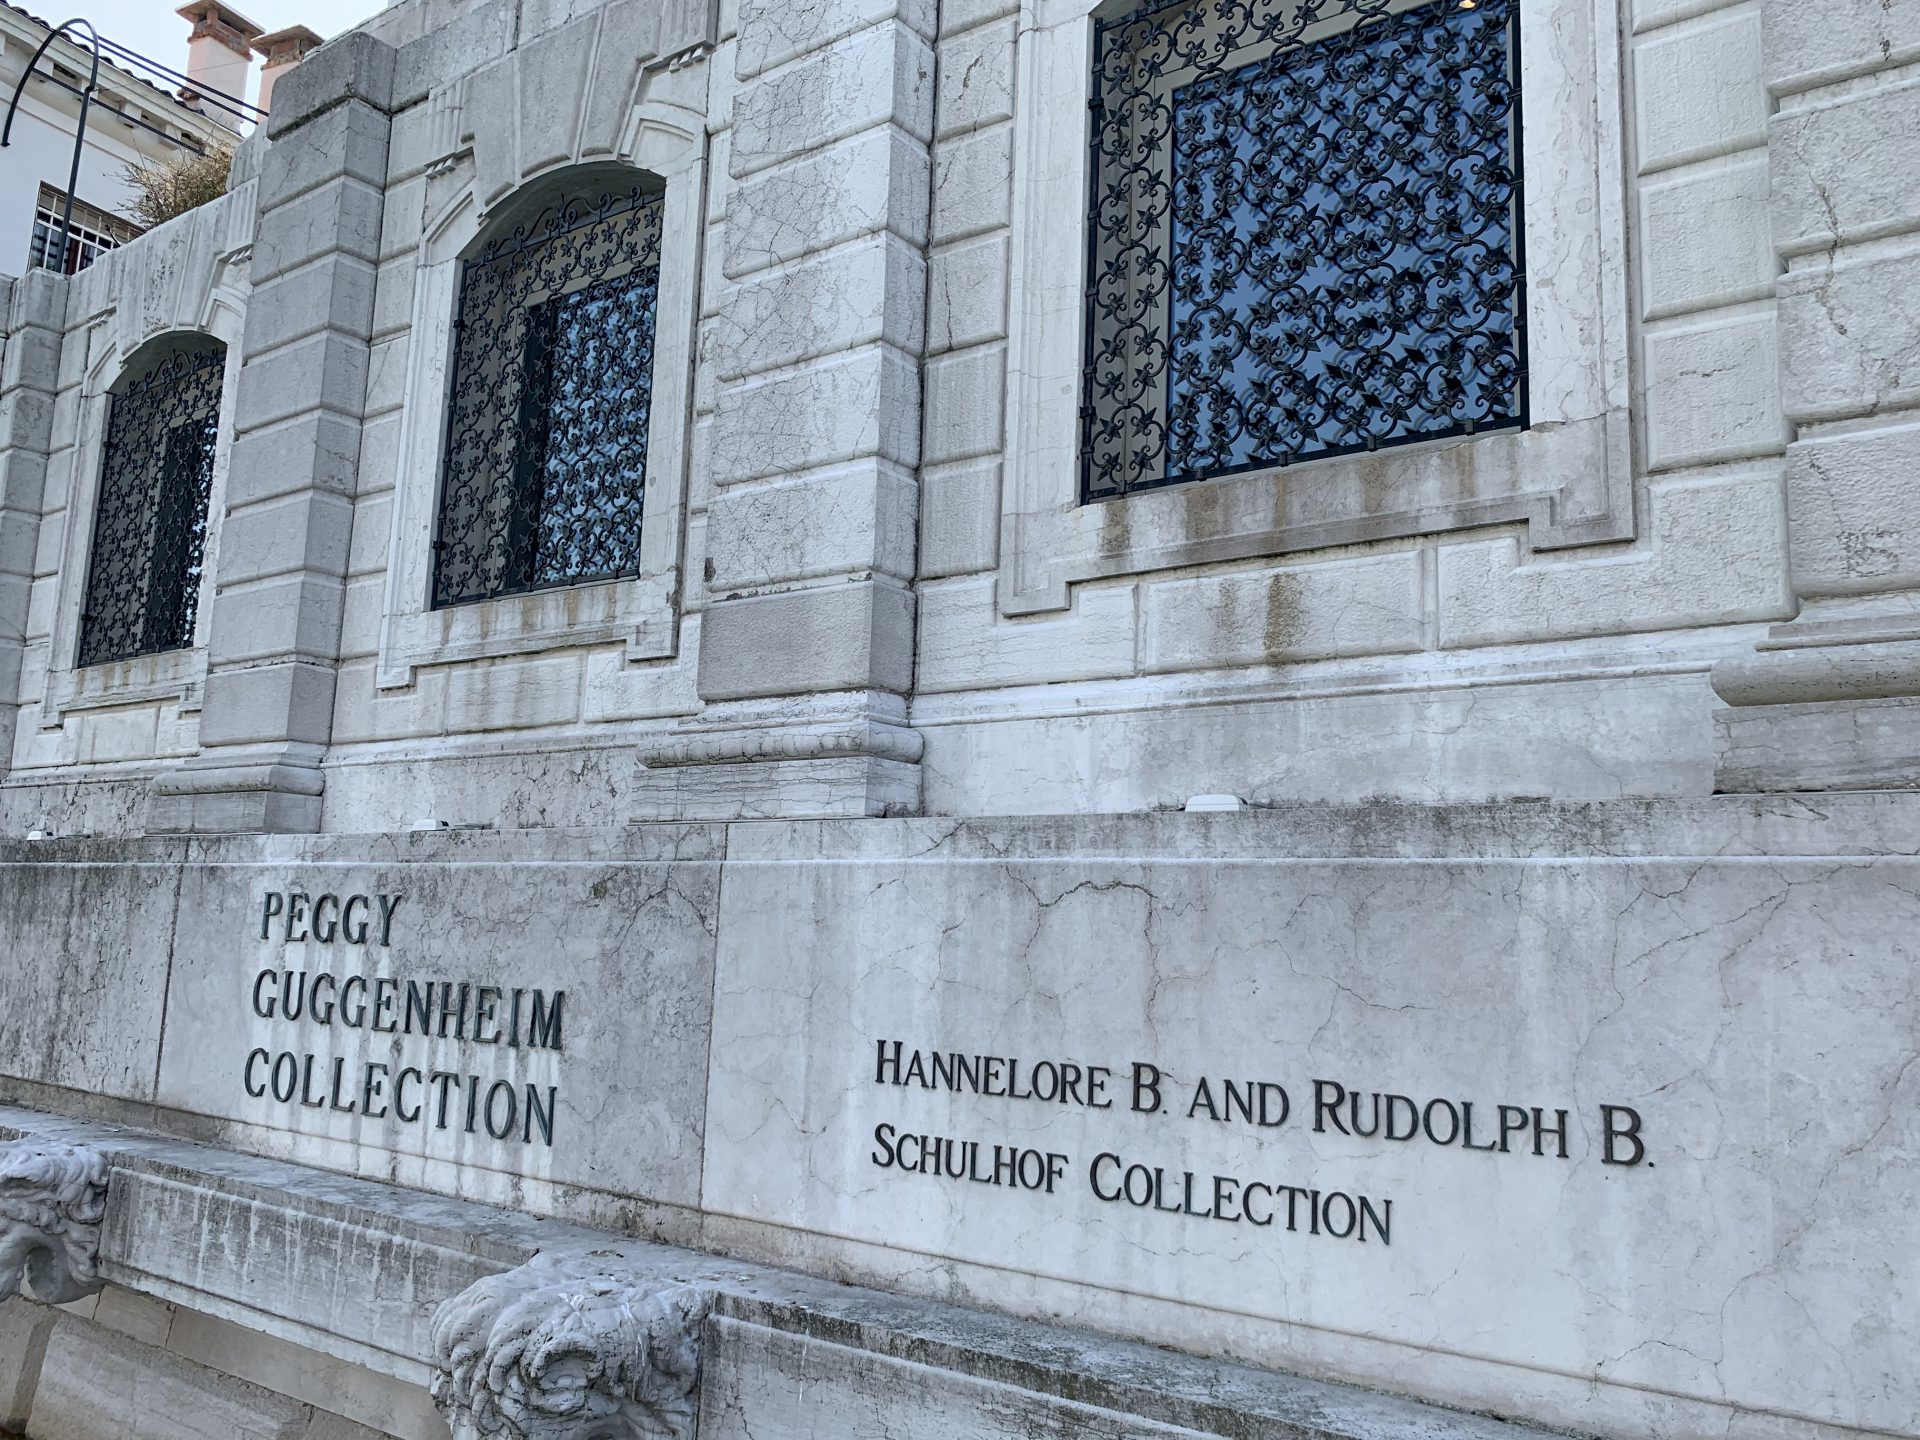 PEGGY
GUGGENHEIM
COLLECTION
HANNELORE B. AND RUDOLPH B.
SCHULHOF COLLECTION